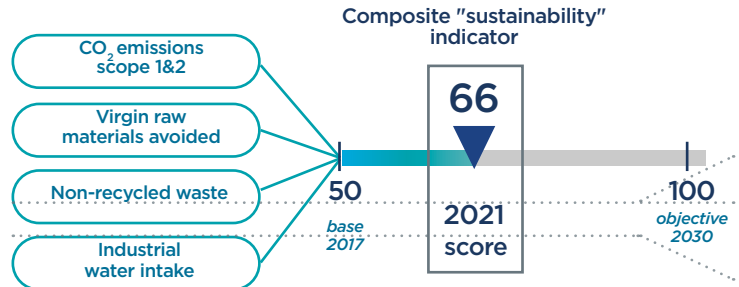 Composite "sustainability"
indicator
CO2 emissions
scope 1&2
Virgin raw
materials avoided
Non-recycled waste
Industrial
water intake
66
50
100
base
2017
2021
score
objective
2030